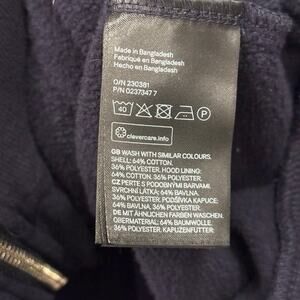 Made in Bangladesh
Fabriqué en Bangladesh
Hecho en Bangladesh
O/N 230381
P/N 0237347 7
40 P
clevercare.info
GB WASH WITH SIMILAR COLOURS.
SHELL: 64% COTTON,
36% POLYESTER. HOOD LINING:
64% COTTON, 36% POLYESTER.
CZ PERTE S PODOBNÝMI BARVAMI.
SVRCHNÍ LÁTKA: 64% BAVLNA,
36% POLYESTER. KAPUCE:
64% BAVLNA, 36% POLYESTER.
DE MIT ÄHNLICHEN FARBEN WASCHEN.
OBERMATERIAL: 64% BAUMWOLLE,
36% POLYESTER. KAPUZENFUTTER: